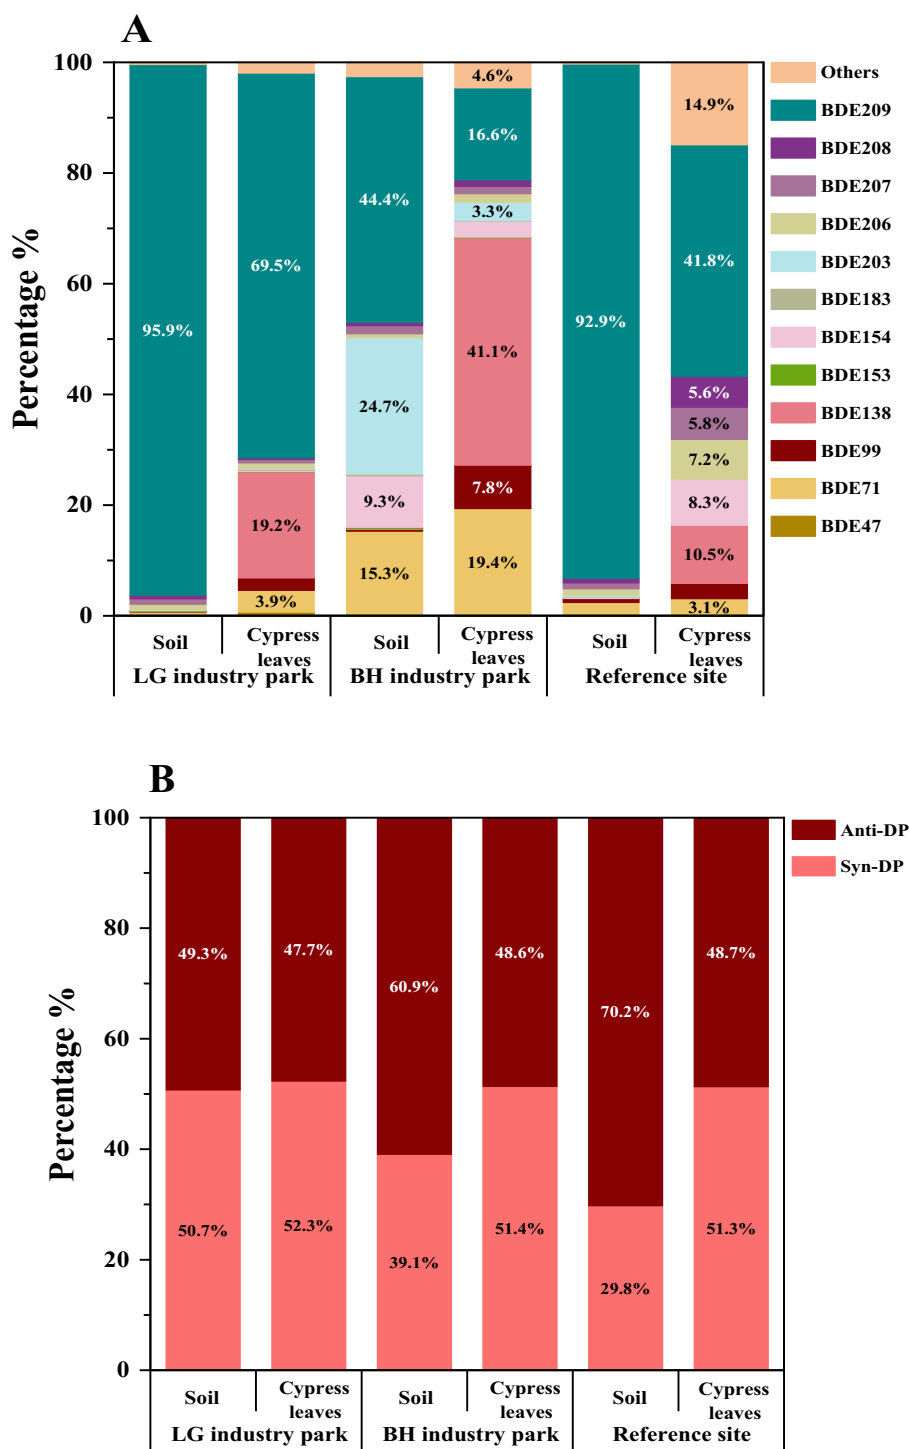 A
Percentage %
100
80
60
40
20
0
95.9%
69.5%
19.2%
3.9%
44.4%
24.7%
9.3%
15.3%
4.6%
16.6%
3.3%
41.1%
7.8%
19.4%
92.9%
14.9%
41.8%
5.6%
5.8%
7.2%
8.3%
10.5%
3.1%
Others
BDE209
BDE208
BDE207
BDE206
BDE203
BDE183
BDE154
BDE153
BDE138
BDE99
BDE71
BDE47
Soil
Cypress
leaves
Soil
Cypress
leaves
Soil
Cypress
leaves
LG industry park
BH industry park
Reference site
B
Percentage %
100
80
60
40
20
0
49.3%
50.7%
47.7%
52.3%
60.9%
39.1%
48.6%
51.4%
70.2%
29.8%
48.7%
51.3%
Anti-DP
Syn-DP
Soil
Cypress
leaves
Soil
Cypress
leaves
Soil
Cypress
leaves
LG industry park
BH industry park
Reference site